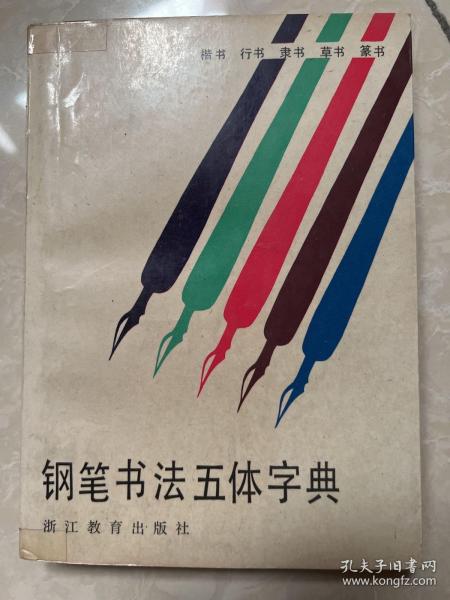 楷书 行书 隶书 草书 篆书
钢笔书法五体字典
浙江教育出版社
孔夫子旧书网
www.kongfz.com